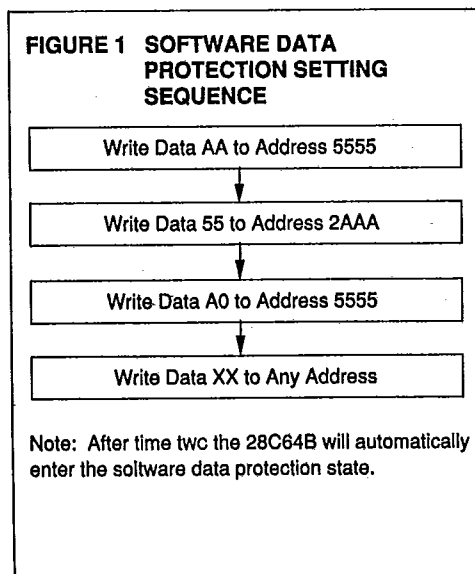 FIGURE 1 SOFTWARE DATA
PROTECTION SETTING
SEQUENCE
Write Data AA to Address 5555
Write Data 55 to Address 2AAA
Write Data A0 to Address 5555
Write Data XX to Any Address
Note: After time twc the 28C64B will automatically
enter the software data protection state.